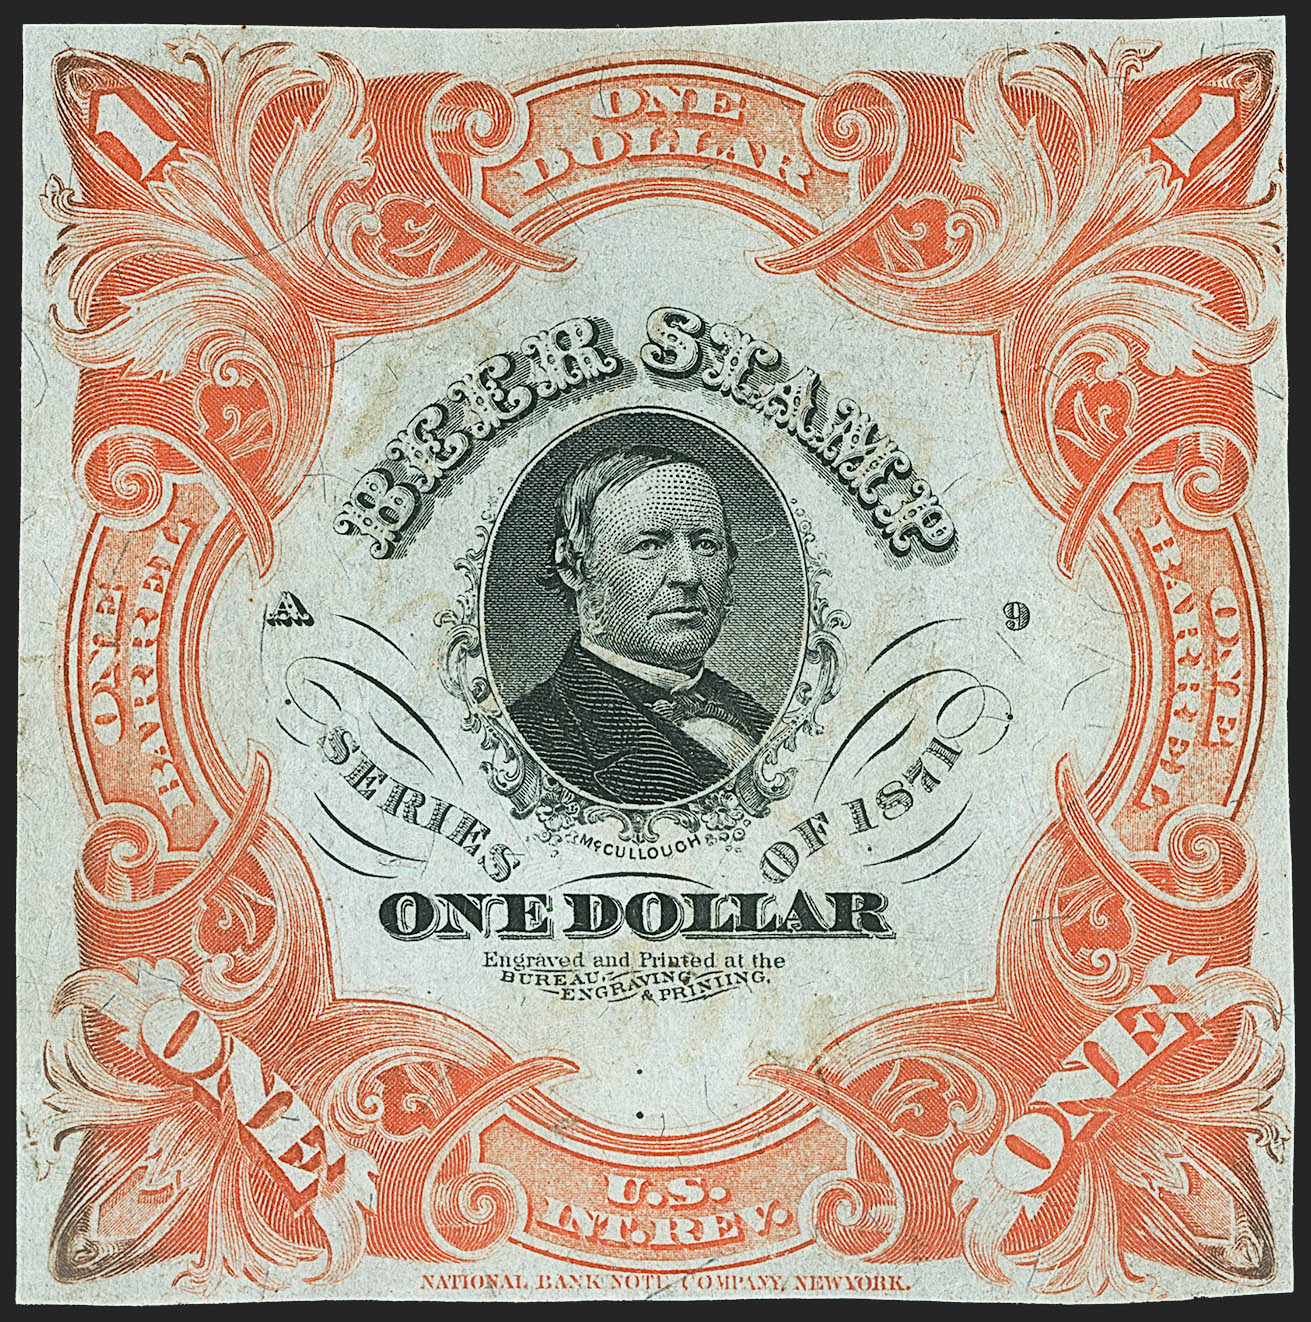 1
ONE
DOLLAR
1
BEER STAMP
A
9
ONE
BARREL
ONE
BARREL
SERIES OF 1871
McCULLOUGH
ONE DOLLAR
Engraved and Printed at the
BUREAU, ENGRAVING & PRINTING.
ONE
ONE
U.S.
INT. REV.
NATIONAL BANK NOTE COMPANY, NEW YORK.